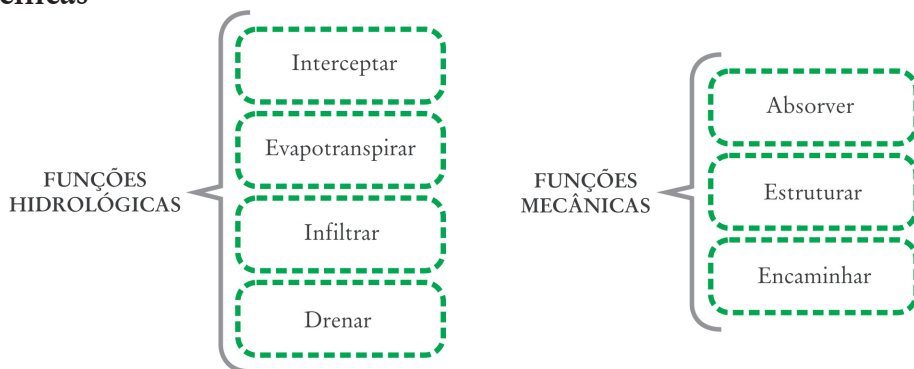 FUNÇÕES
HIDROLÓGICAS
Interceptar
Evapotranspirar
Infiltrar
Drenar
FUNÇÕES
MECÂNICAS
Absorver
Estruturar
Encaminhar